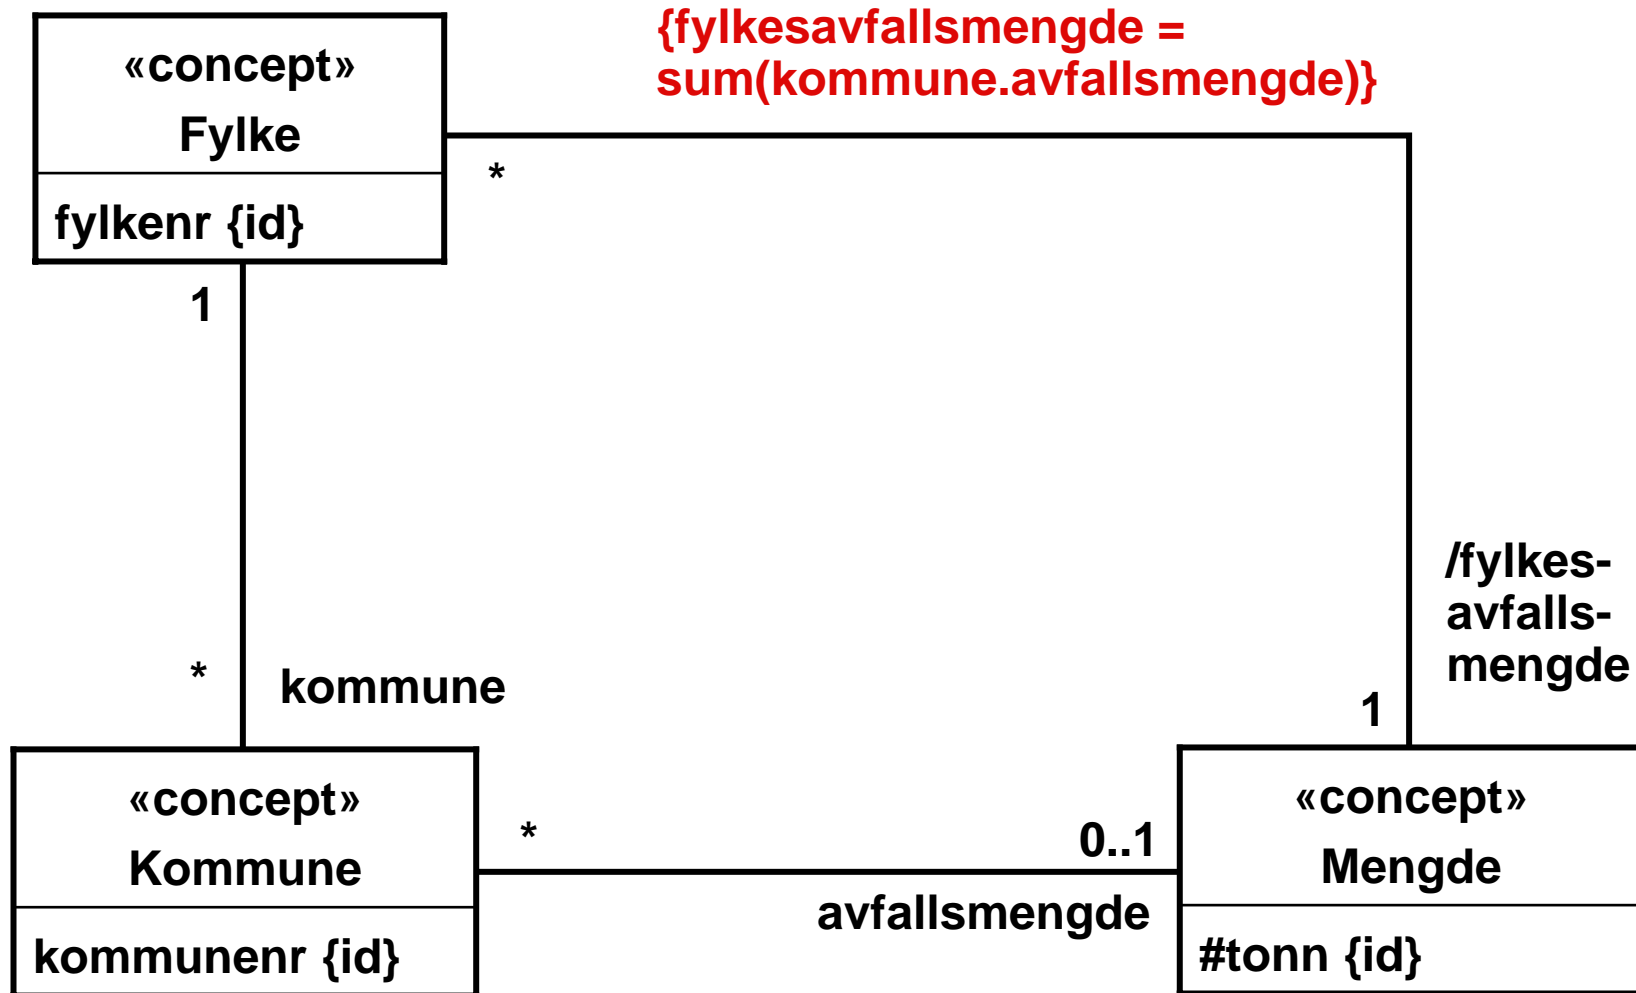 {fylkesavfallsmengde =
sum(kommune.avfallsmengde)}
«concept»
Fylke
*
fylkenr {id}
1
/fylkes-
avfalls-
mengde
*
kommune
1
«concept»
Kommune
kommunenr {id}
*
0..1
avfallsmengde
«concept»
Mengde
#tonn {id}